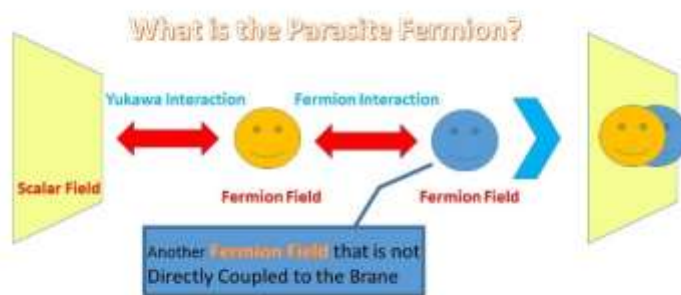 What is the Parasite Fermion?
Yukawa Interaction
Fermion Interaction
Scalar Field
Fermion Field
Fermion Field
Another Fermion Field that is not
Directly Coupled to the Brane